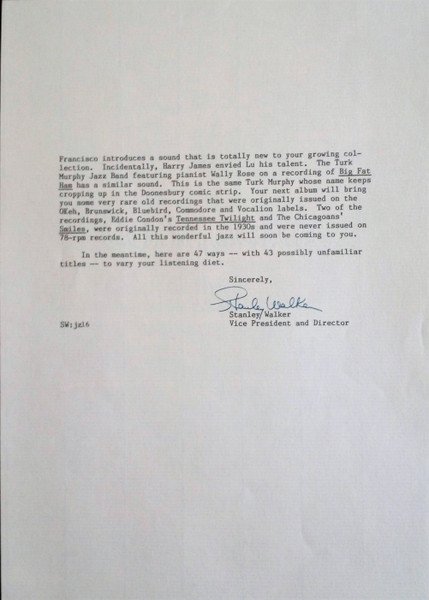 Francisco introduces a sound that is totally new to your growing col-
lection. Incidentally, Harry James envied Lu his talent. The Turk
Murphy Jazz Band featuring pianist Wally Rose on a recording of Big Fat
Ham has a similar sound. This is the same Turk Murphy whose name keeps
cropping up in the Doonesbury comic strip. Your next album will bring
you some very rare old recordings that were originally issued on the
OKeh, Brunswick, Bluebird, Commodore and Vocalion labels. Two of the
recordings, Eddie Condon's Tennessee Twilight and The Chicagoans'
Smiles, were originally recorded in the 1930s and were never issued on
78-rpm records. All this wonderful jazz will soon be coming to you.
In the meantime, here are 47 ways -- with 43 possibly unfamiliar
titles -- to vary your listening diet.
Sincerely,
Stanley Walker
Stanley Walker
Vice President and Director
SW:jz16